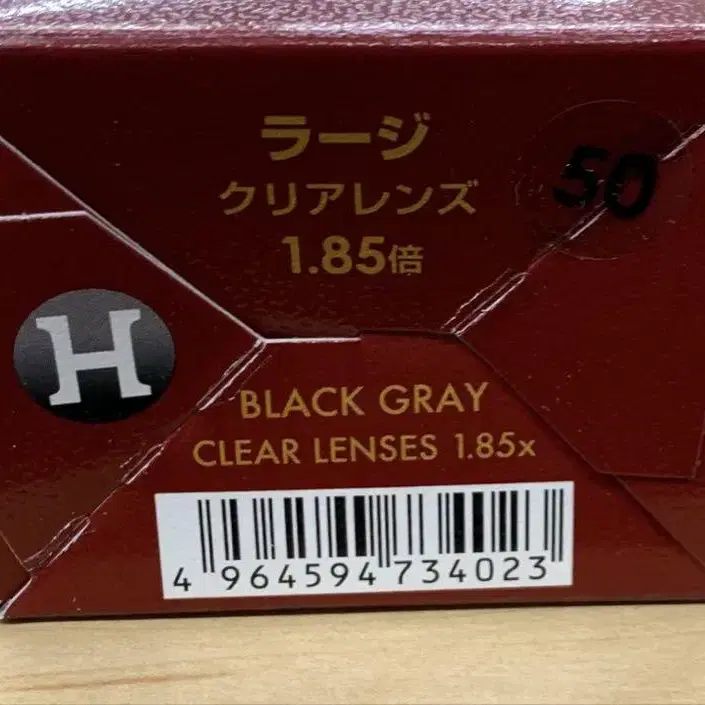 ラージ
50
クリアレンズ
1.85倍
H
BLACK GRAY
CLEAR LENSES 1.85x
4 964594 734023